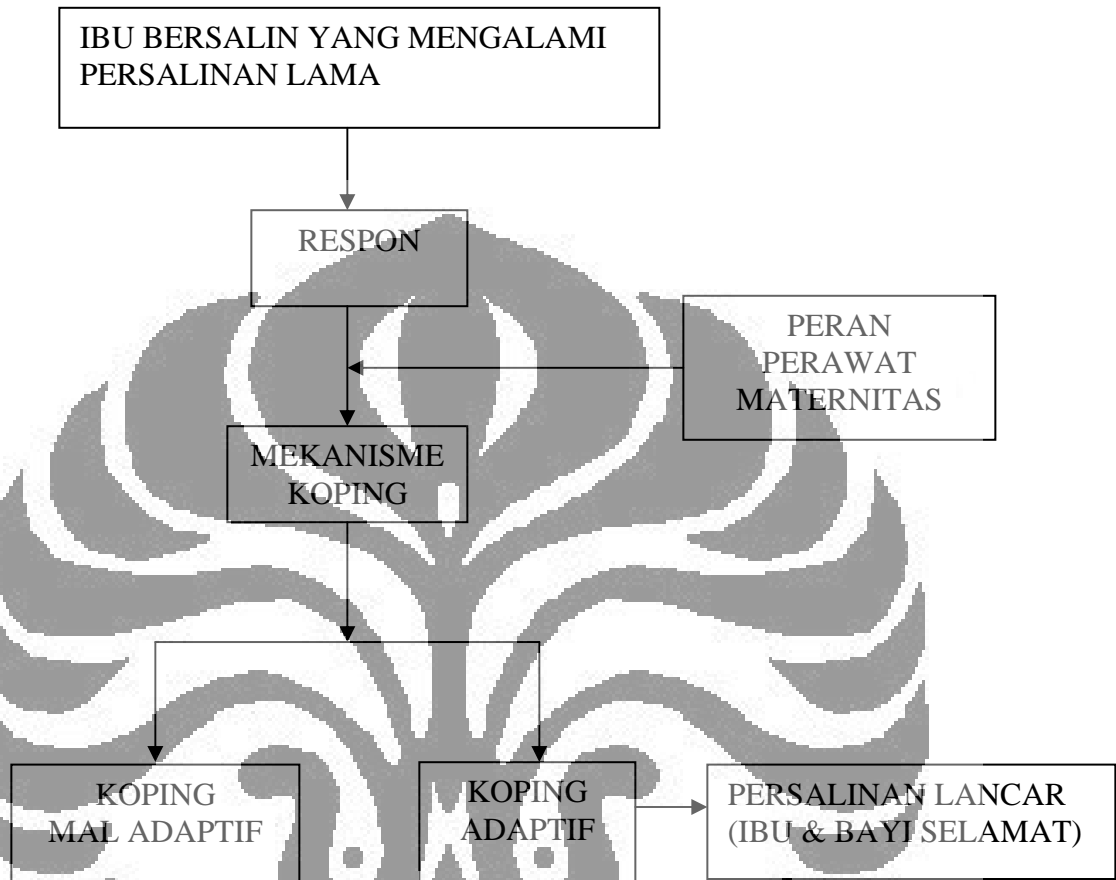 IBU BERSALIN YANG MENGALAMI
PERSALINAN LAMA
RESPON
PERAN
PERAWAT
MATERNITAS
MEKANISME
KOPING
KOPING
MAL ADAPTIF
KOPING
ADAPTIF
PERSALINAN LANCAR
(IBU & BAYI SELAMAT)